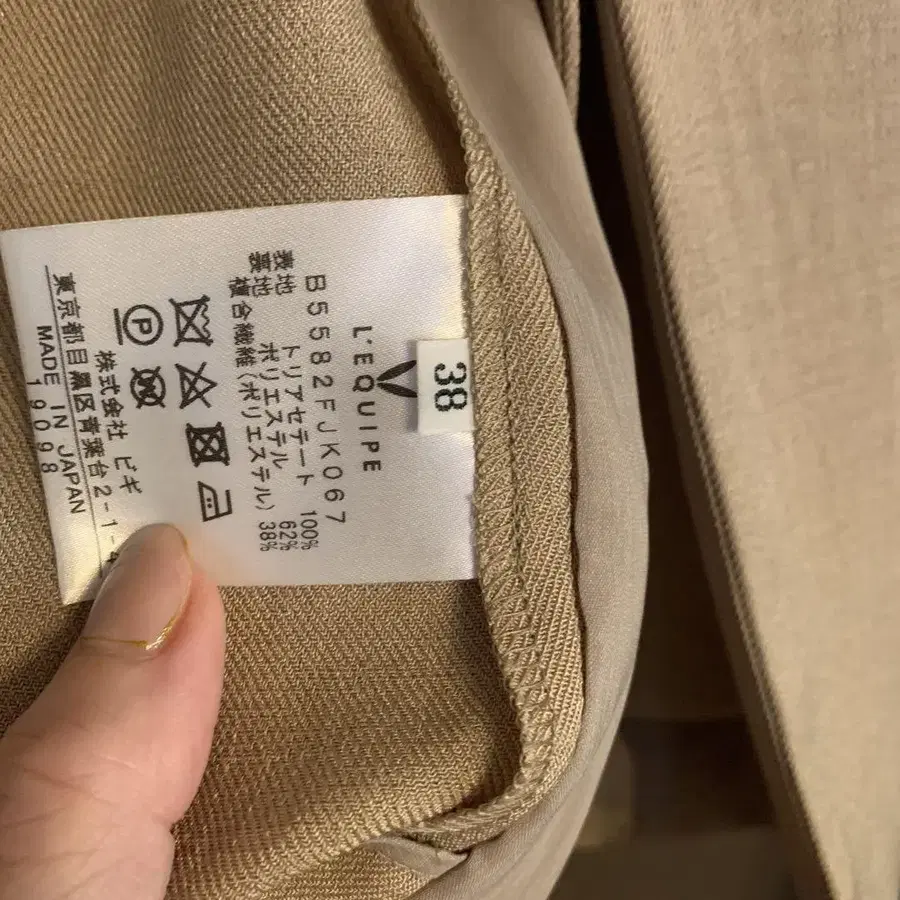 38
L'EQUIPE
B5582FJK067
表地 トリアセテート 100%
裏地 ポリエステル 62%
複合繊維(ポリエステル) 38%
P
株式会社 ビギ
東京都目黒区青葉台2-1-4
MADE IN JAPAN
19098